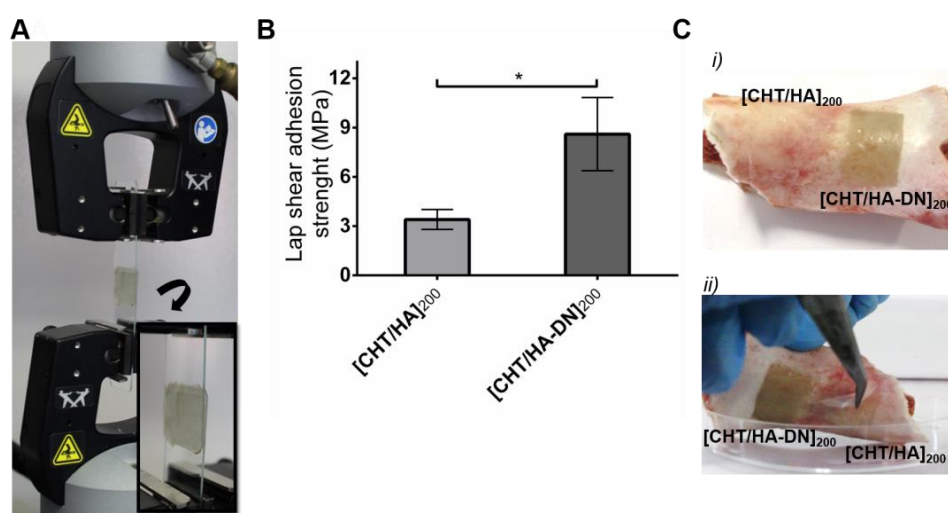 A
B
C
Lap shear adhesion
strenght (MPa)
12
9
6
3
0
*
[CHT/HA]200
[CHT/HA-DN]200
i)
[CHT/HA]200
[CHT/HA-DN]200
ii)
[CHT/HA-DN]200
[CHT/HA]200